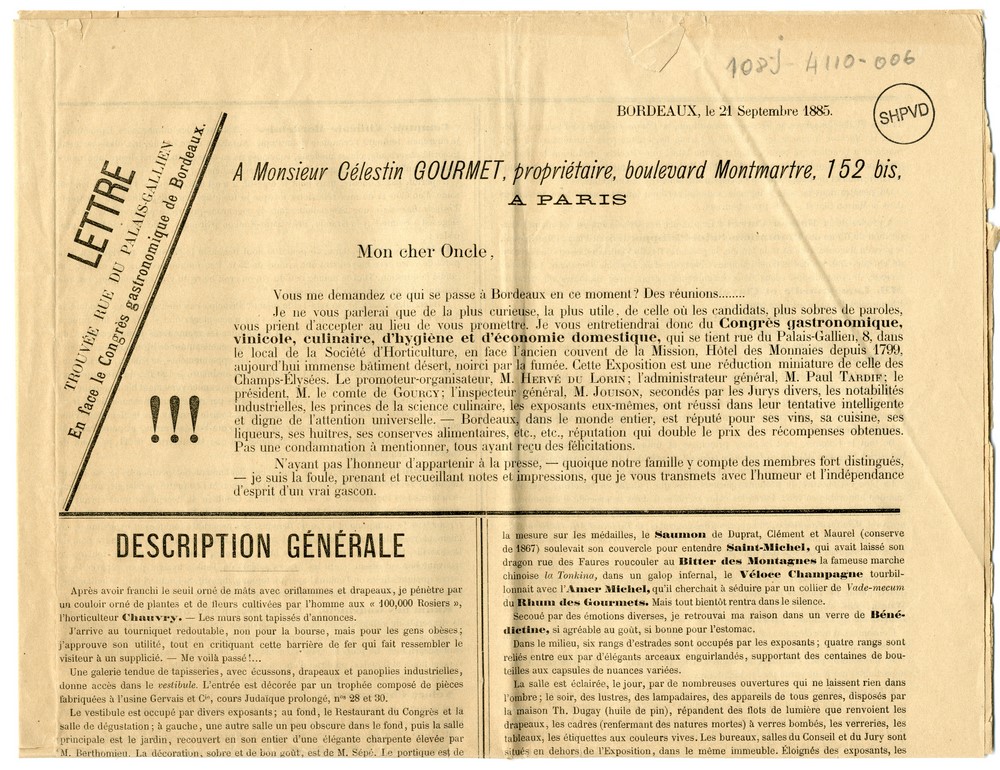 108J-4110-006
SHPVD
BORDEAUX, le 21 Septembre 1885.
LETTRE
TROUVÉE RUE DU PALAIS-GALLIEN
En face le Congrès gastronomique de Bordeaux.
!!!
A Monsieur Célestin GOURMET, propriétaire, boulevard Montmartre, 152 bis,
A PARIS
Mon cher Oncle,
Vous me demandez ce qui se passe à Bordeaux en ce moment? Des réunions........
Je ne vous parlerai que de la plus curieuse, la plus utile, de celle où les candidats, plus sobres de paroles,
vous prient d'accepter au lieu de vous promettre. Je vous entretiendrai donc du Congrès gastronomique,
vinicole, culinaire, d'hygiène et d'économie domestique, qui se tient rue du Palais-Gallien, 8, dans
le local de la Société d'Horticulture, en face l'ancien couvent de la Mission, Hôtel des Monnaies depuis 1799,
aujourd'hui immense bâtiment désert, noirci par la fumée. Cette Exposition est une réduction miniature de celle des
Champs-Élysées. Le promoteur-organisateur, M. HERVÉ DU LORIN; l'administrateur général, M. Paul TARDIF; le
président, M. le comte de GOURCY; l'inspecteur général, M. JOUISON, secondés par les Jurys divers, les notabilités
industrielles, les princes de la science culinaire, les exposants eux-mêmes, ont réussi dans leur tentative intelligente
et digne de l'attention universelle. — Bordeaux, dans le monde entier, est réputé pour ses vins, sa cuisine, ses
liqueurs, ses huîtres, ses conserves alimentaires, etc., etc., réputation qui double le prix des récompenses obtenues.
Pas une condamnation à mentionner, tous ayant reçu des félicitations.
N'ayant pas l'honneur d'appartenir à la presse, — quoique notre famille y compte des membres fort distingués,
— je suis la foule, prenant et recueillant notes et impressions, que je vous transmets avec l'humeur et l'indépendance
d'esprit d'un vrai gascon.
DESCRIPTION GÉNÉRALE
Après avoir franchi le seuil orné de mâts avec oriflammes et drapeaux, je pénètre par
un couloir orné de plantes et de fleurs cultivées par l'homme aux « 100,000 Rosiers »,
l'horticulteur Chauvry. — Les murs sont tapissés d'annonces.
J'arrive au tourniquet redoutable, non pour la bourse, mais pour les gens obèses;
j'approuve son utilité, tout en critiquant cette barrière de fer qui fait ressembler le
visiteur à un supplicié. — Me voilà passé!...
Une galerie tendue de tapisseries, avec écussons, drapeaux et panoplies industrielles,
donne accès dans le vestibule. L'entrée est décorée par un trophée composé de pièces
fabriquées à l'usine Gervais et Cie, cours Judaïque prolongé, nos 28 et 30.
Le vestibule est occupé par divers exposants; au fond, le Restaurant du Congrès et la
salle de dégustation; à gauche, une autre salle un peu obscure dans le fond, puis la salle
principale est le jardin, recouvert en son entier d'une élégante charpente élevée par
M. Berthomieu. La décoration, sobre et de bon goût, est de M. Sépé. Le portique est de
la mesure sur les médailles, le Saumon de Duprat, Clément et Maurel (conserve
de 1867) soulevait son couvercle pour entendre Saint-Michel, qui avait laissé son
dragon rue des Faures roucouler au Bitter des Montagnes la fameuse marche
chinoise la Tonkina, dans un galop infernal, le Véloce Champagne tourbil-
lonnait avec l'Amer Michel, qu'il cherchait à séduire par un collier de Vade-mecum
du Rhum des Gourmets. Mais tout bientôt rentra dans le silence.
Secoué par des émotions diverses, je retrouvai ma raison dans un verre de Béné-
dictine, si agréable au goût, si bonne pour l'estomac.
Dans le milieu, six rangs d'estrades sont occupés par les exposants; quatre rangs sont
reliés entre eux par d'élégants arceaux enguirlandés, supportant des centaines de bou-
teilles aux capsules de nuances variées.
La salle est éclairée, le jour, par de nombreuses ouvertures qui ne laissent rien dans
l'ombre; le soir, des lustres, des lampadaires, des appareils de tous genres, disposés par
la maison Th. Dugay (huile de pin), répandent des flots de lumière que renvoient les
drapeaux, les cadres (renfermant des natures mortes) à verres bombés, les verreries, les
tableaux, les étiquettes aux couleurs vives. Les bureaux, salles du Conseil et du Jury sont
situés en dehors de l'Exposition, dans le même immeuble. Éloignés des exposants, les